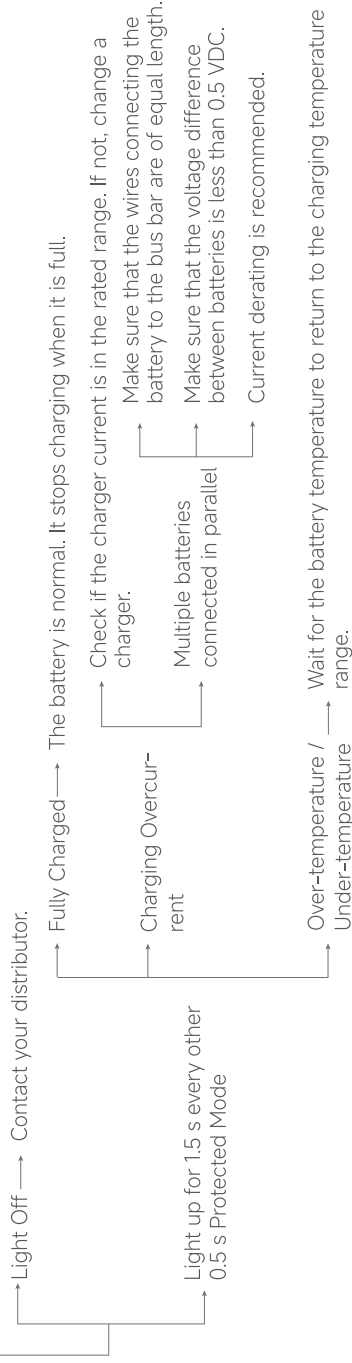 Light Off
Contact your distributor.
Light up for 1.5 s every other
0.5 s Protected Mode
Fully Charged
The battery is normal. It stops charging when it is full.
Charging Overcur-
rent
Check if the charger current is in the rated range. If not, change a
charger.
Multiple batteries
connected in parallel
Make sure that the wires connecting the
battery to the bus bar are of equal length.
Make sure that the voltage difference
between batteries is less than 0.5 VDC.
Current derating is recommended.
Over-temperature /
Under-temperature
Wait for the battery temperature to return to the charging temperature
range.